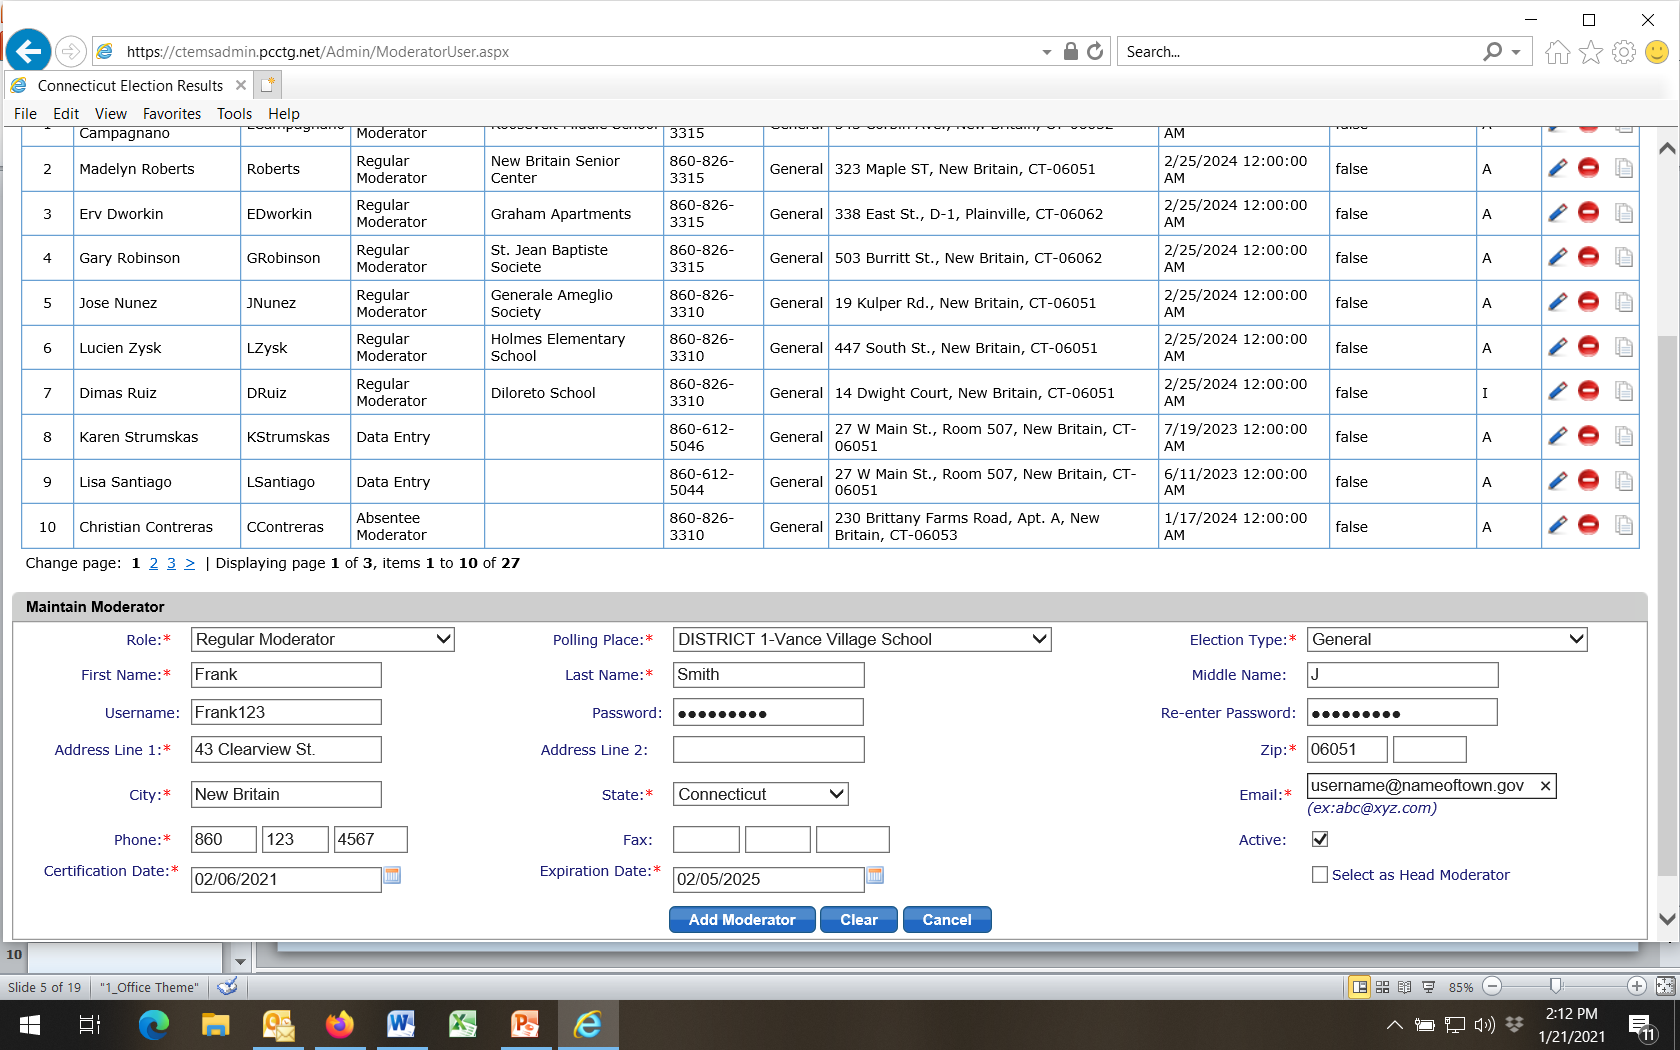 https://ctemsadmin.pcctg.net/Admin/ModeratorUser.aspx
Search...
Connecticut Election Results
File Edit View Favorites Tools Help
Campagnano Moderator 3315 General AM false A
2 Madelyn Roberts Roberts Regular Moderator New Britain Senior Center 860-826-3315 General 323 Maple ST, New Britain, CT-06051 2/25/2024 12:00:00 AM false A
3 Erv Dworkin EDworkin Regular Moderator Graham Apartments 860-826-3315 General 338 East St., D-1, Plainville, CT-06062 2/25/2024 12:00:00 AM false A
4 Gary Robinson GRobinson Regular Moderator St. Jean Baptiste Societe 860-826-3315 General 503 Burritt St., New Britain, CT-06062 2/25/2024 12:00:00 AM false A
5 Jose Nunez JNunez Regular Moderator Generale Ameglio Society 860-826-3310 General 19 Kulper Rd., New Britain, CT-06051 2/25/2024 12:00:00 AM false A
6 Lucien Zysk LZysk Regular Moderator Holmes Elementary School 860-826-3310 General 447 South St., New Britain, CT-06051 2/25/2024 12:00:00 AM false A
7 Dimas Ruiz DRuiz Regular Moderator Diloreto School 860-826-3310 General 14 Dwight Court, New Britain, CT-06051 2/25/2024 12:00:00 AM false I
8 Karen Strumskas KStrumskas Data Entry 860-612-5046 General 27 W Main St., Room 507, New Britain, CT-06051 7/19/2023 12:00:00 AM false A
9 Lisa Santiago LSantiago Data Entry 860-612-5044 General 27 W Main St., Room 507, New Britain, CT-06051 6/11/2023 12:00:00 AM false A
10 Christian Contreras CContreras Absentee Moderator 860-826-3310 General 230 Brittany Farms Road, Apt. A, New Britain, CT-06053 1/17/2024 12:00:00 AM false A
Change page: 1 2 3 > | Displaying page 1 of 3, items 1 to 10 of 27
Maintain Moderator
Role:* Regular Moderator Polling Place:* DISTRICT 1-Vance Village School Election Type:* General
First Name:* Frank Last Name:* Smith Middle Name: J
Username: Frank123 Password: ●●●●●●●●● Re-enter Password: ●●●●●●●●●
Address Line 1:* 43 Clearview St. Address Line 2: Zip:* 06051
City:* New Britain State:* Connecticut Email:* username@nameoftown.gov
(ex:abc@xyz.com)
Phone:* 860 123 4567 Fax: Active:
Certification Date:* 02/06/2021 Expiration Date:* 02/05/2025 Select as Head Moderator
Add Moderator Clear Cancel
10
Slide 5 of 19 "1_Office Theme" 85%
2:12 PM
1/21/2021
11